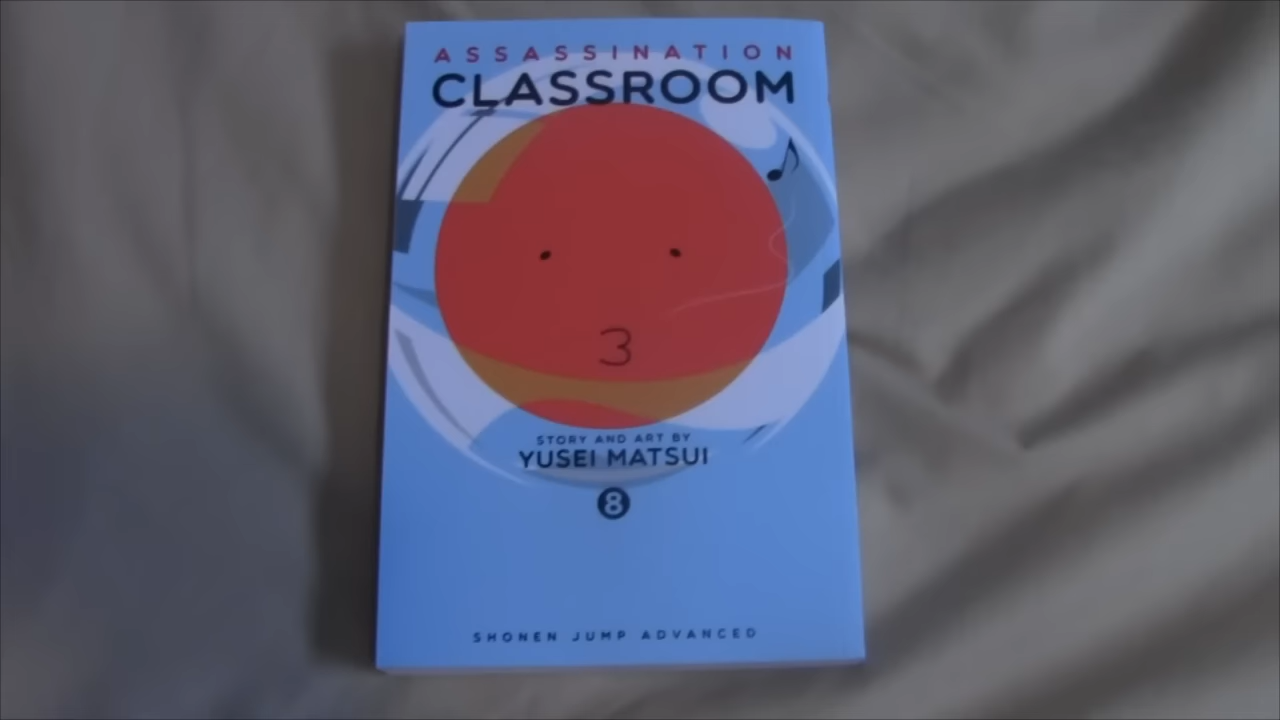 ASSASSINATION
CLASSROOM
STORY AND ART BY
YUSEI MATSUI
8
SHONEN JUMP ADVANCED